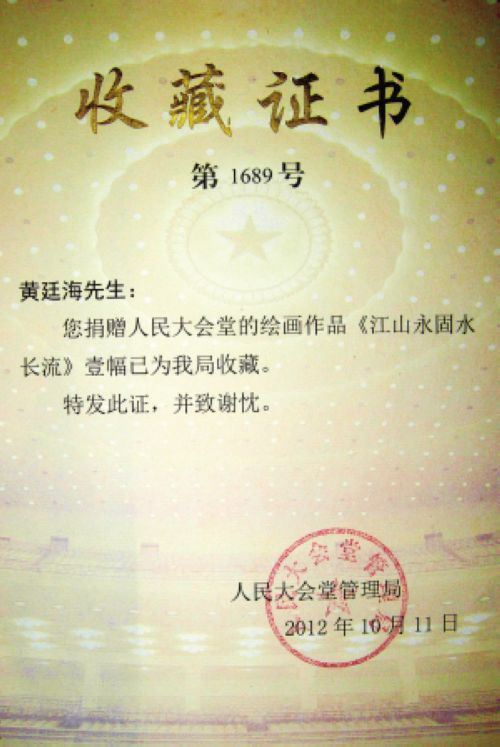 收藏证书
第 1689 号
黄廷海先生：
您捐赠人民大会堂的绘画作品《江山永固水
长流》壹幅已为我局收藏。
特发此证，并致谢忱。
人民大会堂管理局
2012 年 10 月 11 日